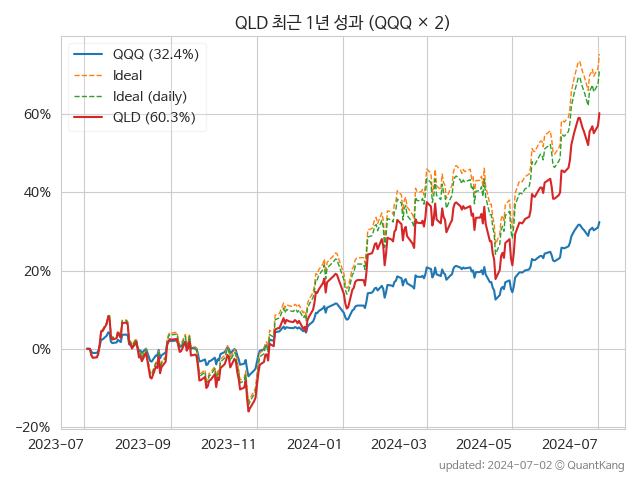 QLD 최근 1년 성과 (QQQ × 2)
QQQ (32.4%)
Ideal
Ideal (daily)
QLD (60.3%)
60%
40%
20%
0%
−20%
2023-07 2023-09 2023-11 2024-01 2024-03 2024-05 2024-07
updated: 2024-07-02 © QuantKang